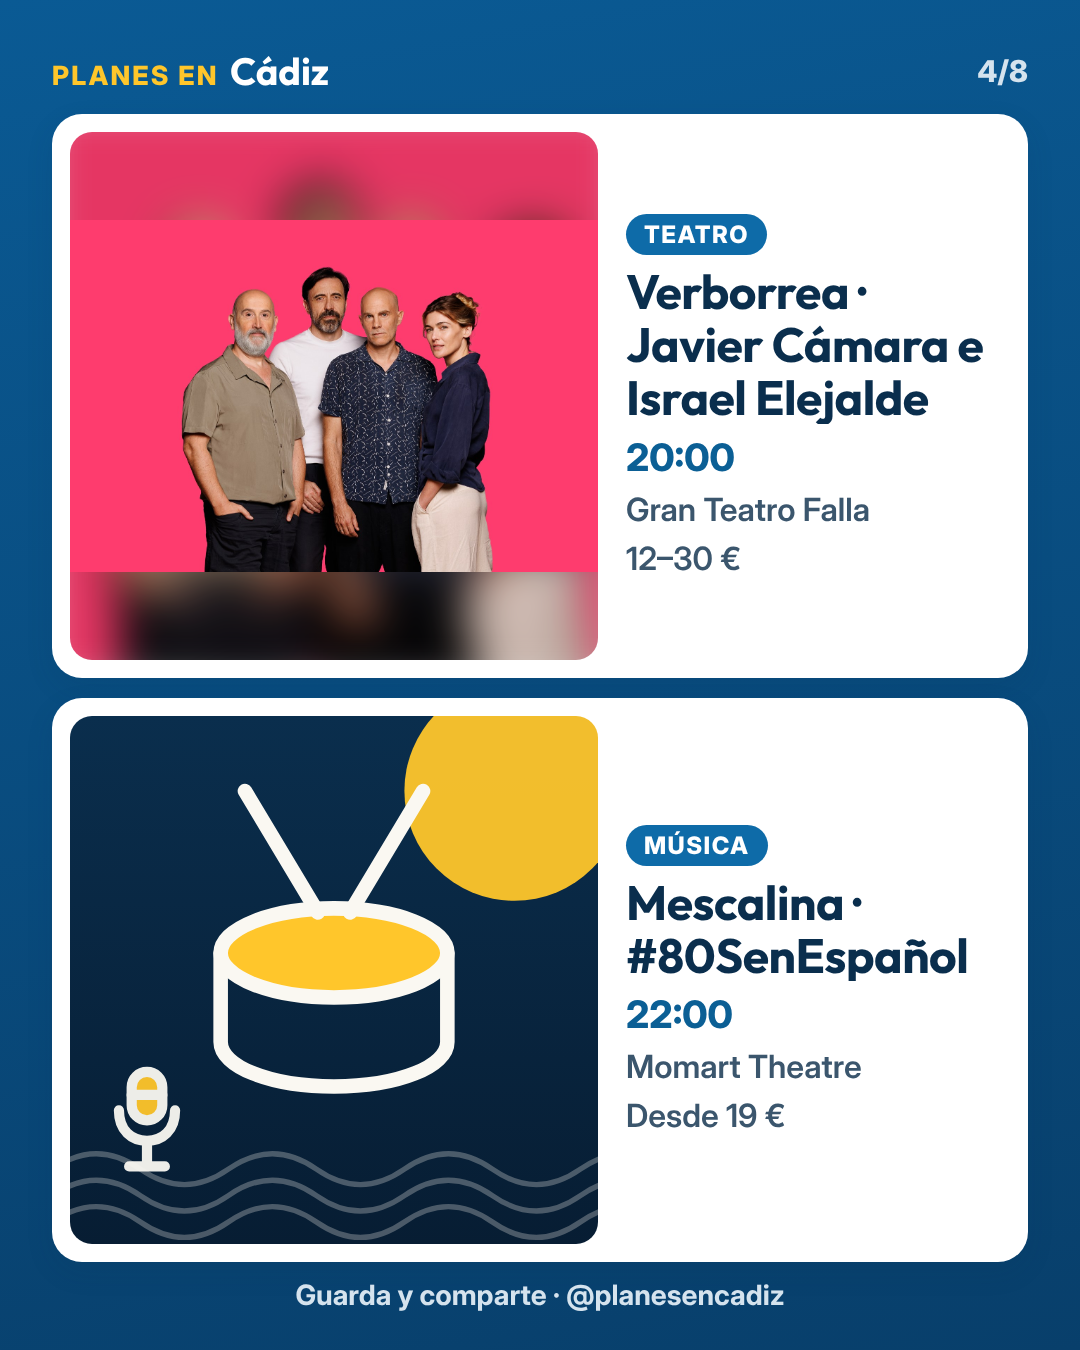 PLANES EN Cádiz
4/8
TEATRO
Verborrea ·
Javier Cámara e
Israel Elejalde
20:00
Gran Teatro Falla
12–30 €
MÚSICA
Mescalina ·
#80SenEspañol
22:00
Momart Theatre
Desde 19 €
Guarda y comparte · @planesencadiz